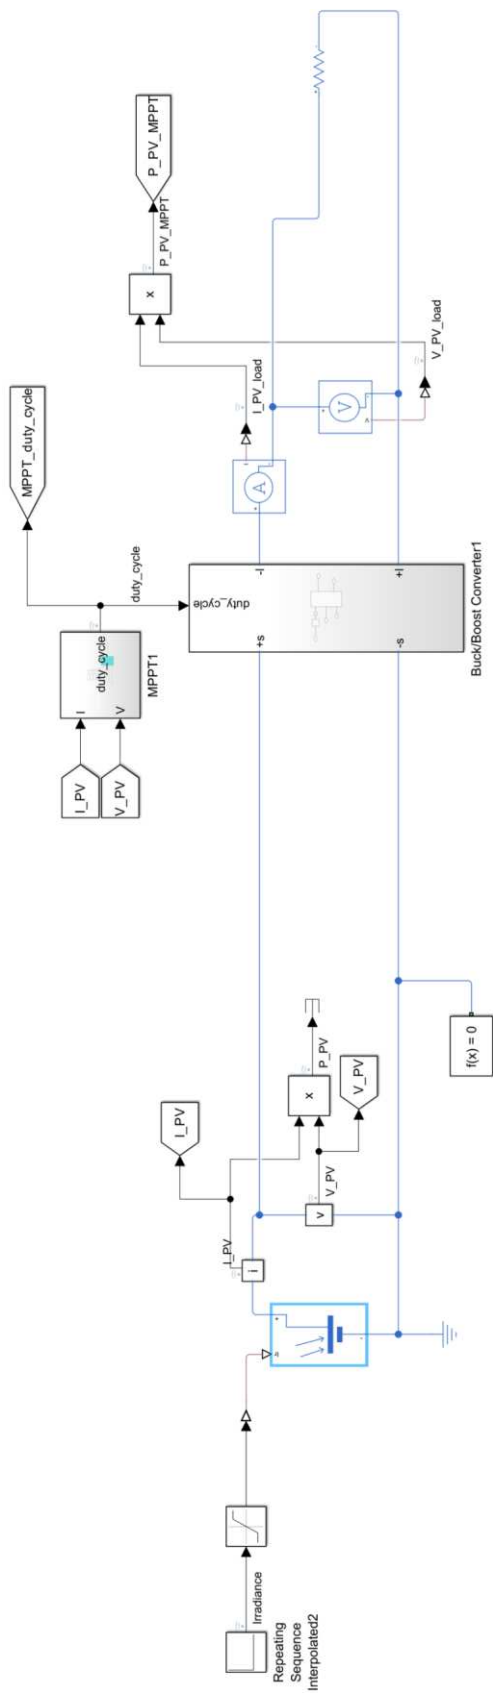 Repeating
Sequence
Interpolated2
Irradiance
I_PV
I_PV
V
V_PV
V_PV
x
P_PV
f(x) = 0
I_PV
V_PV
I
V
duty_cycle
MPPT1
duty_cycle
MPPT_duty_cycle
duty_cycle
+s
-s
-l
+l
Buck/Boost Converter1
A
I_PV_load
V
V_PV_load
x
P_PV_MPPT
P_PV_MPPT